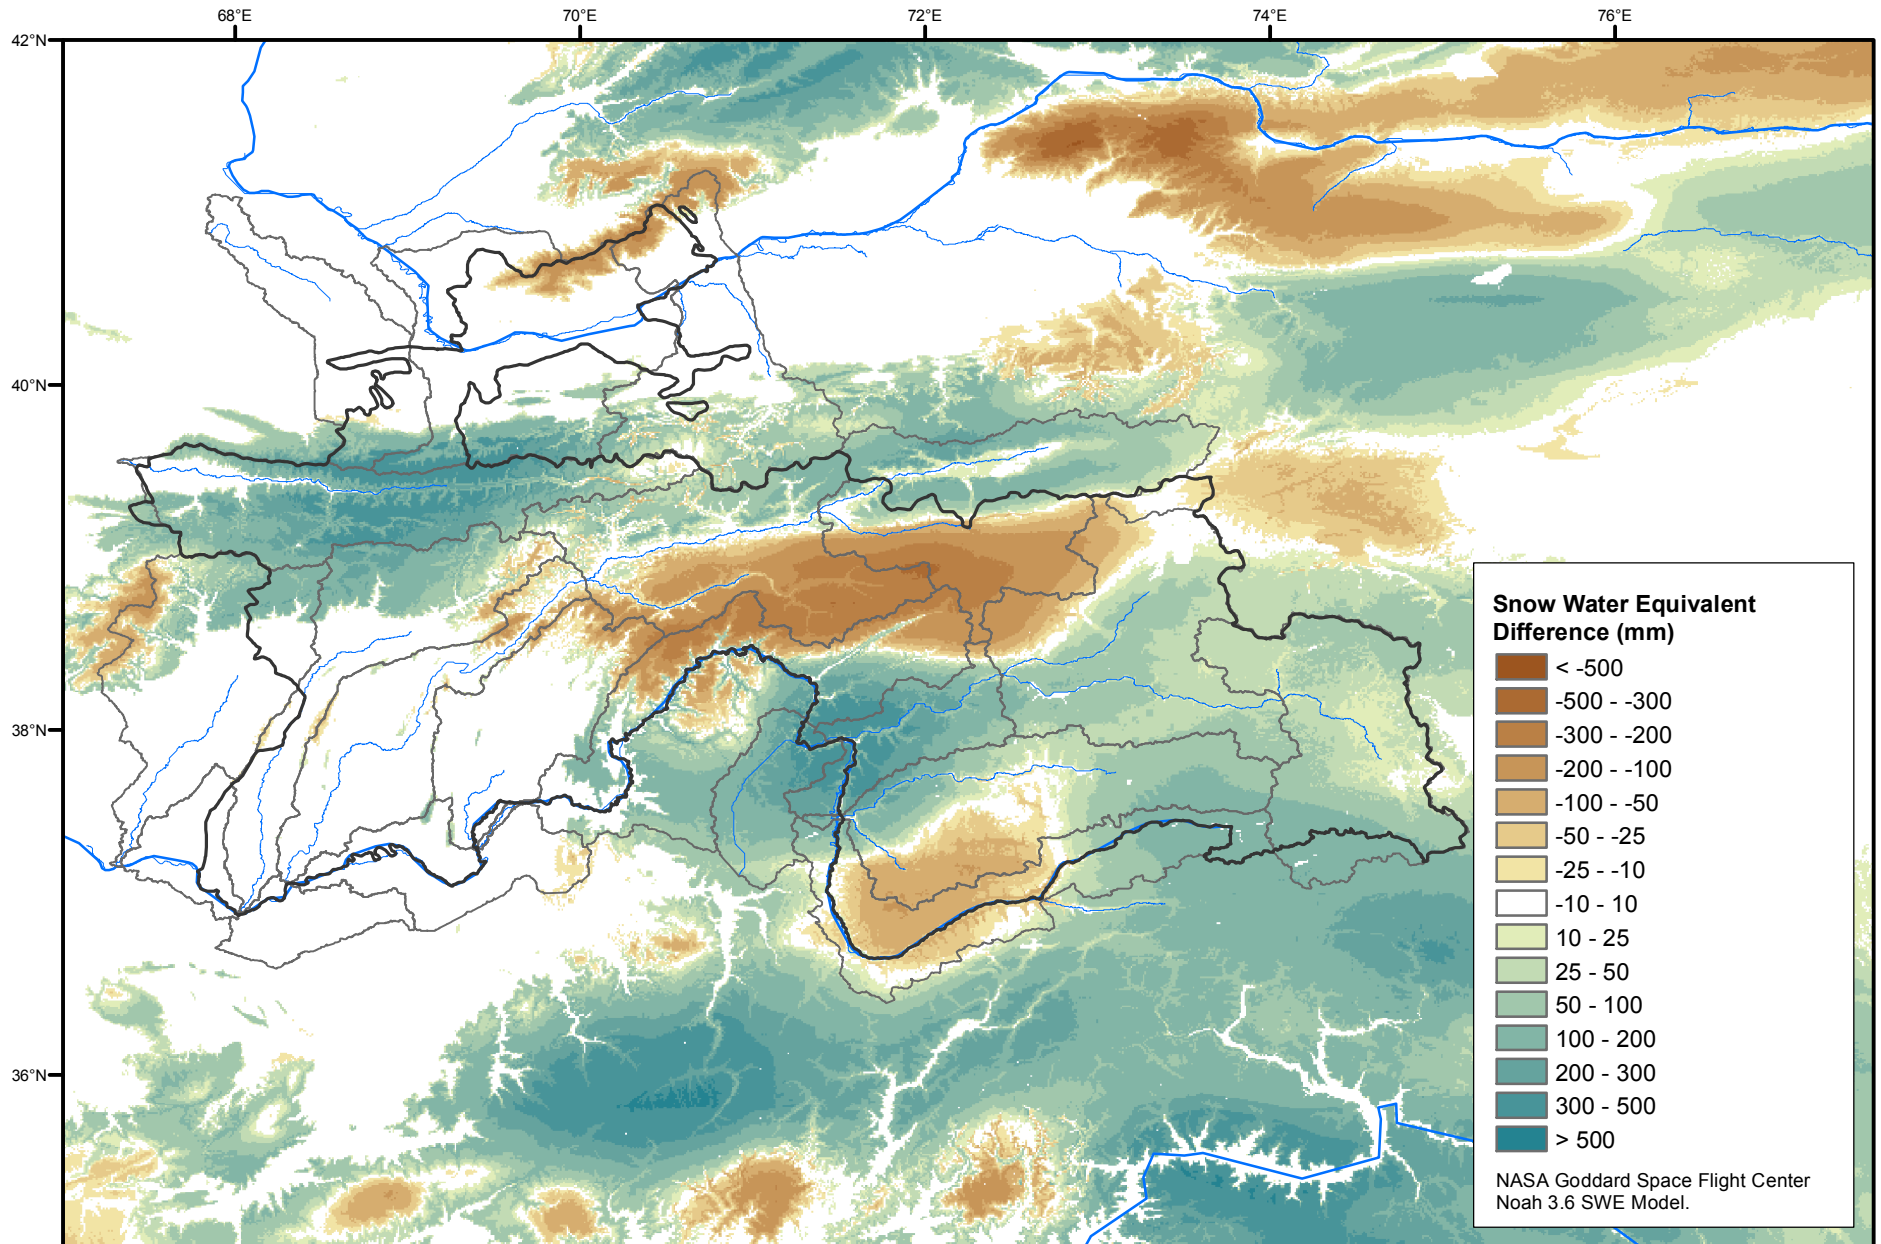 68°E
70°E
72°E
74°E
76°E
42°N
40°N
38°N
36°N
Snow Water Equivalent
Difference (mm)
< -500
-500 - -300
-300 - -200
-200 - -100
-100 - -50
-50 - -25
-25 - -10
-10 - 10
10 - 25
25 - 50
50 - 100
100 - 200
200 - 300
300 - 500
> 500
NASA Goddard Space Flight Center
Noah 3.6 SWE Model.